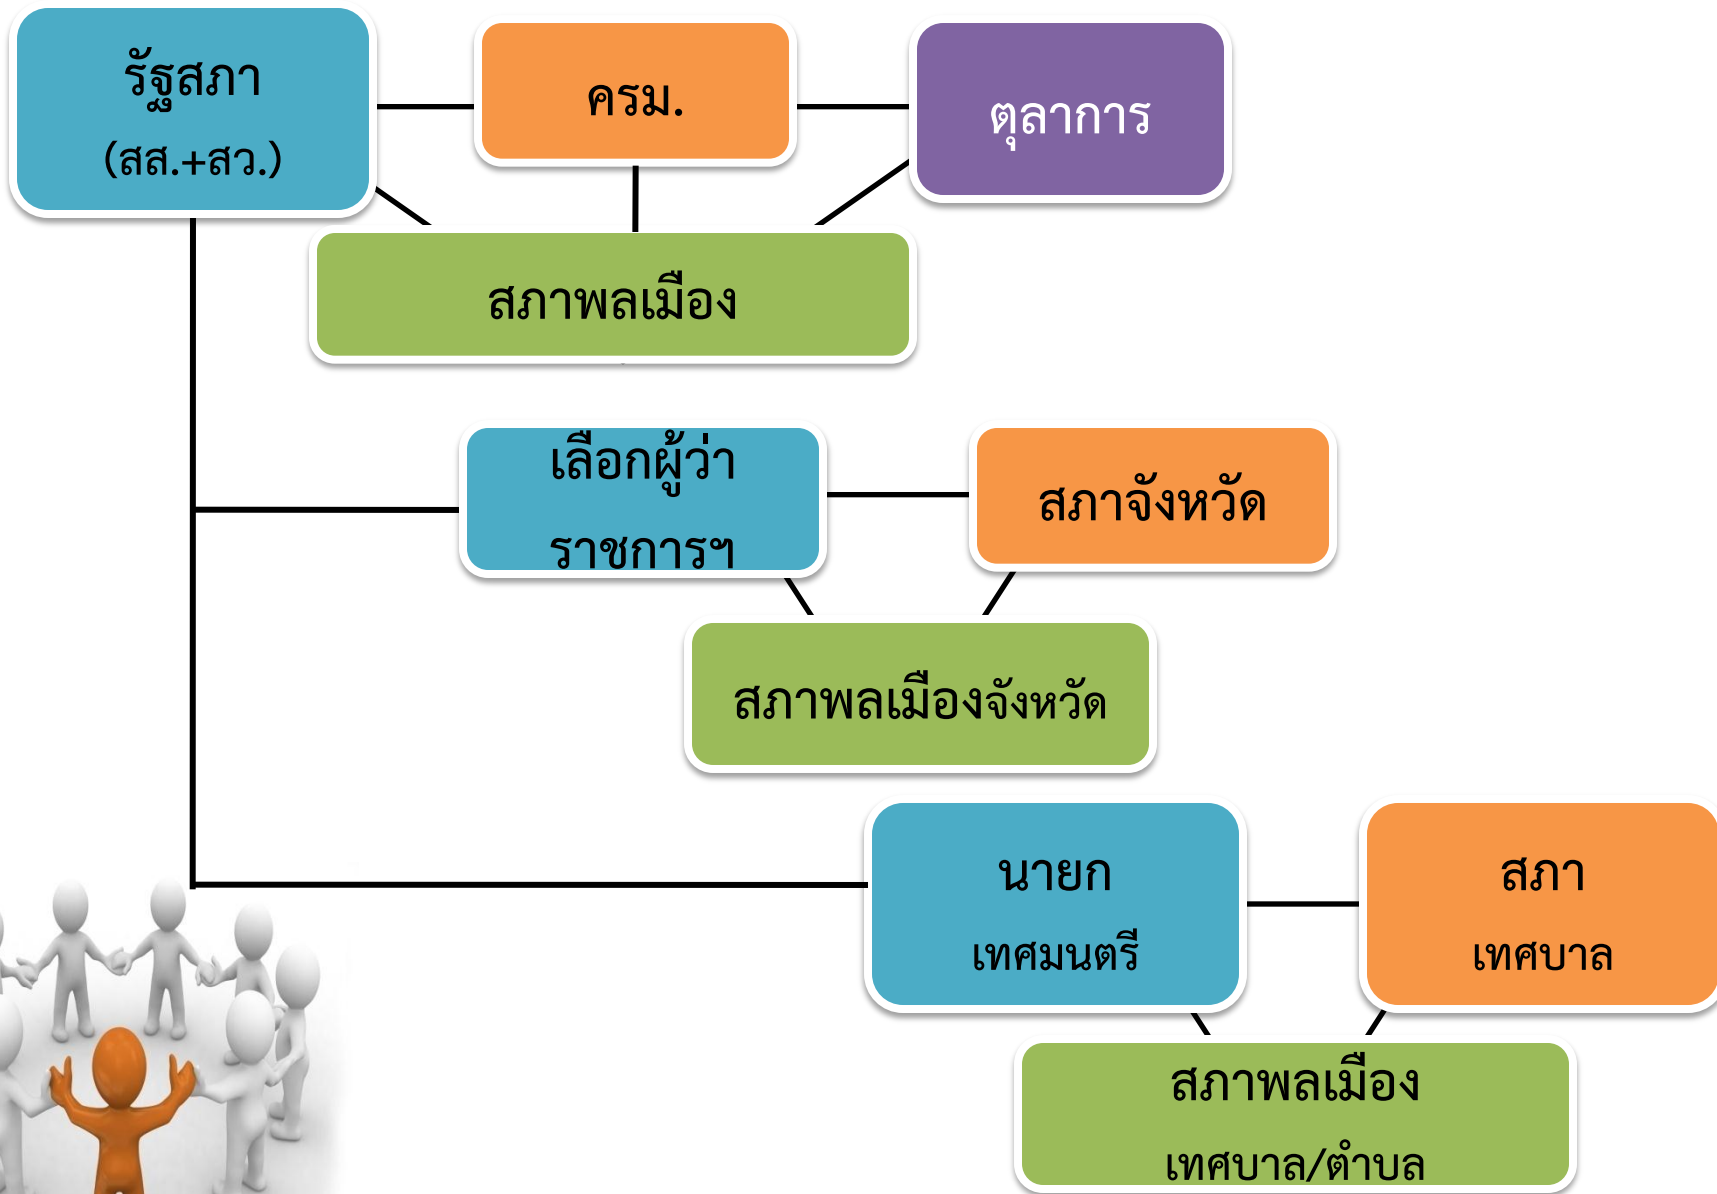 รัฐสภา
(สส.+สว.)
ครม.
ตุลาการ
สภาพลเมือง
เลือกผู้ว่า
ราชการฯ
สภาจังหวัด
สภาพลเมืองจังหวัด
นายก
เทศมนตรี
สภา
เทศบาล
สภาพลเมือง
เทศบาล/ตำบล